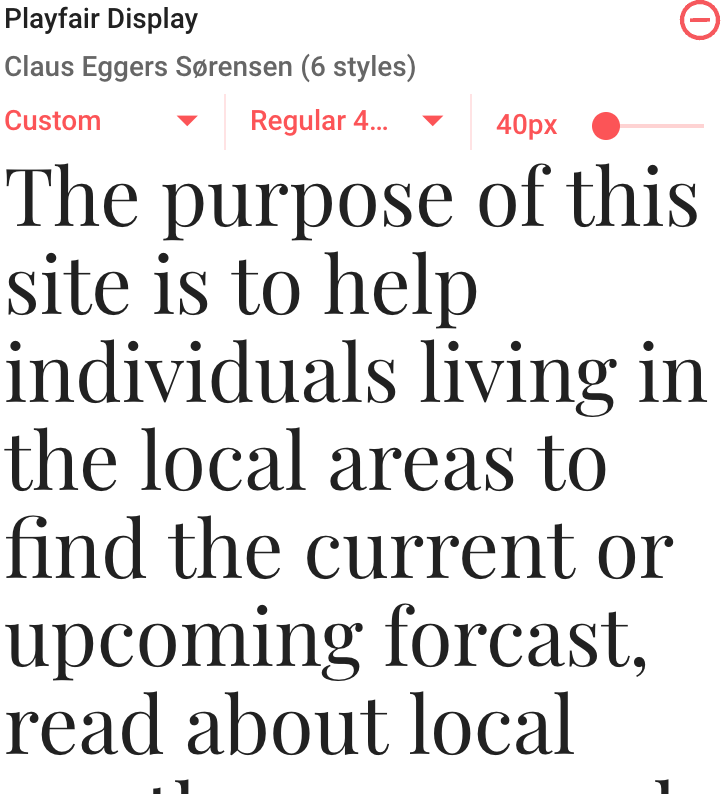 Playfair Display
Claus Eggers Sørensen (6 styles)
Custom Regular 4... 40px
The purpose of this
site is to help
individuals living in
the local areas to
find the current or
upcoming forcast,
read about local